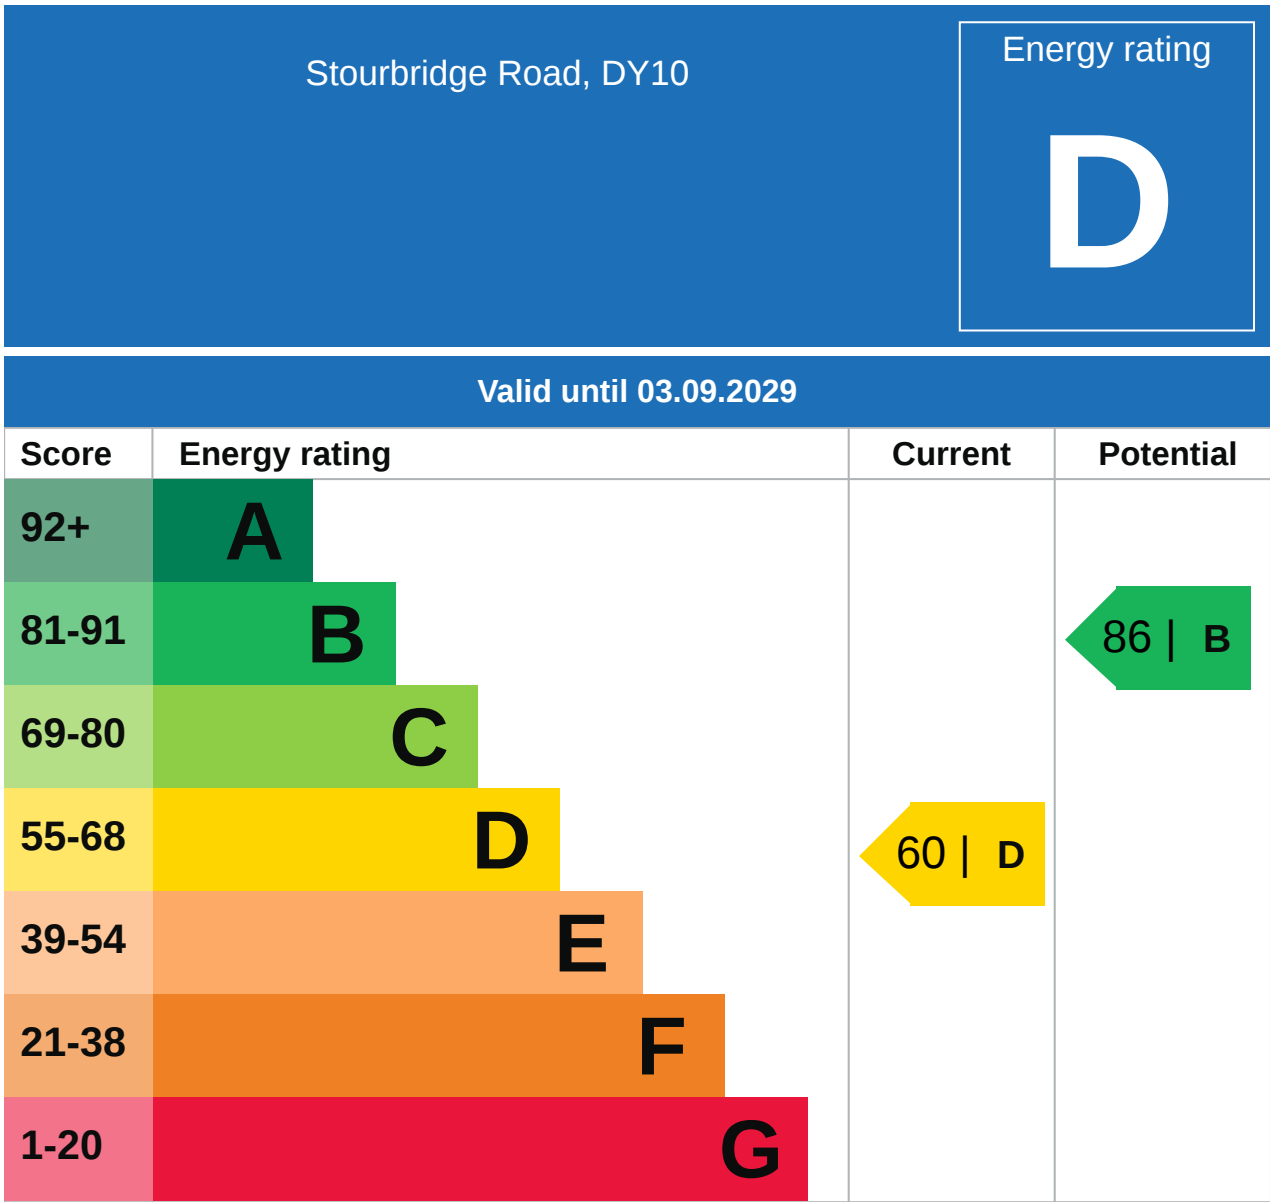 Stourbridge Road, DY10
Energy rating
D
Valid until 03.09.2029
Score Energy rating Current Potential
92+ A
81-91 B 86 | B
69-80 C
55-68 D 60 | D
39-54 E
21-38 F
1-20 G